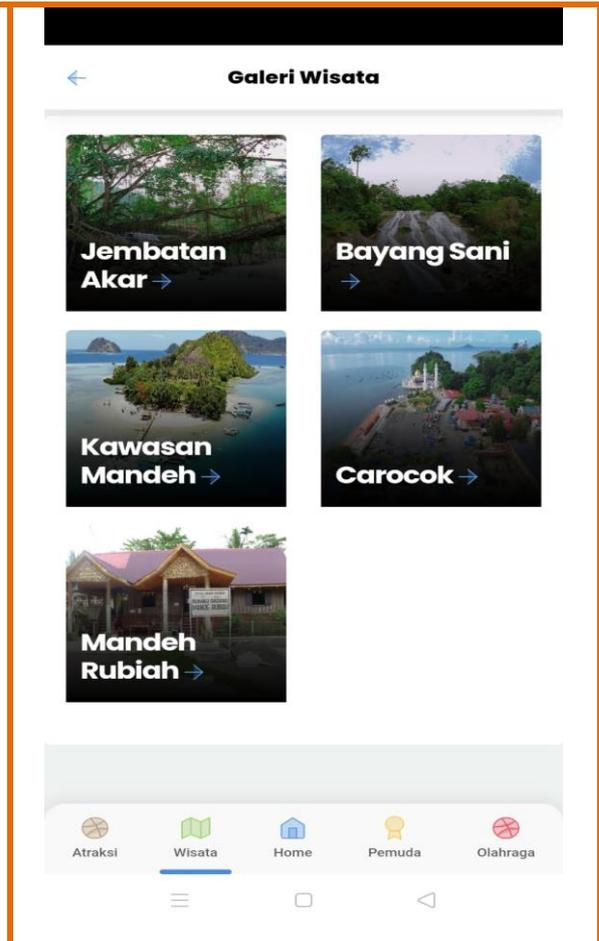 Galeri Wisata
Jembatan
Akar
Bayang Sani
Kawasan
Mandeh
Carocok
Mandeh
Rubiah
Atraksi
Wisata
Home
Pemuda
Olahraga